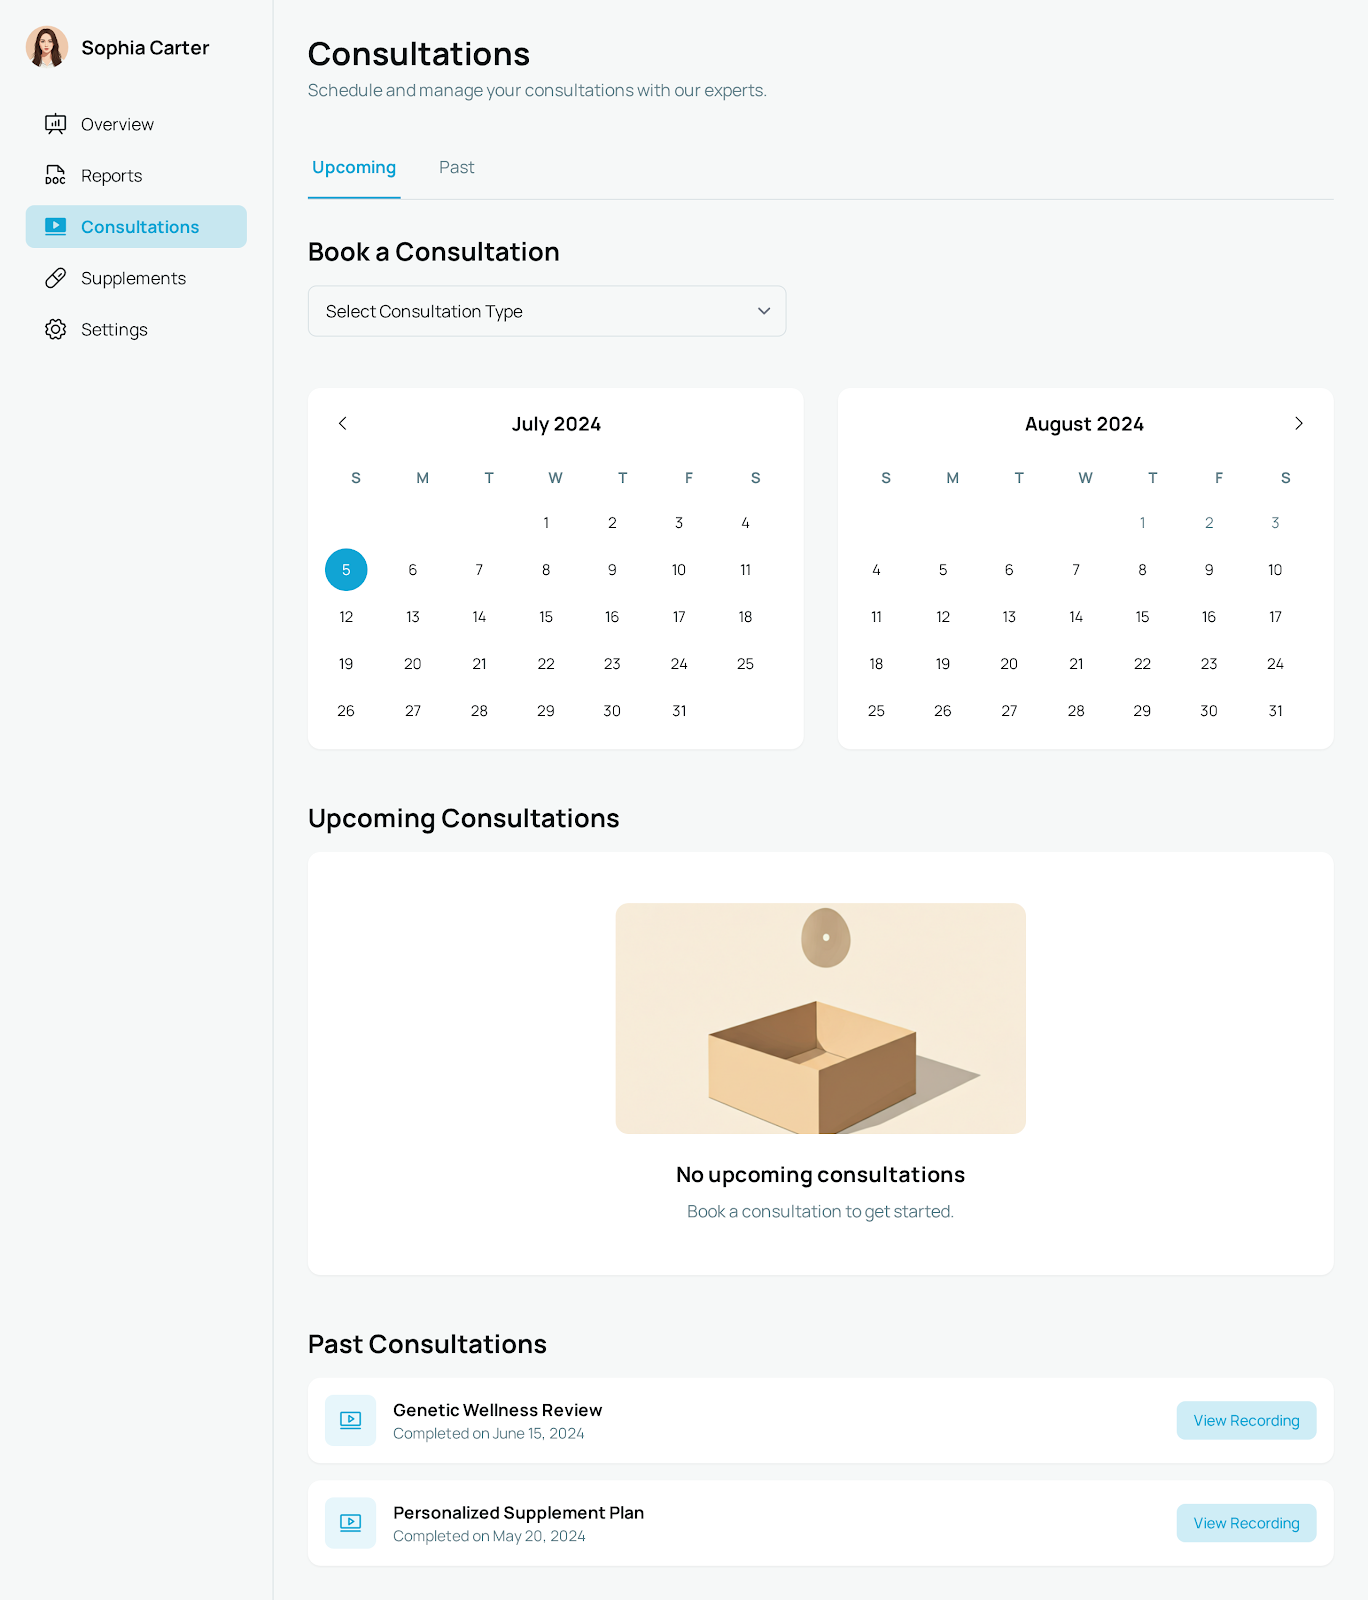 Sophia Carter
Overview
DOC
Reports
Consultations
Supplements
Settings
Consultations
Schedule and manage your consultations with our experts.
Upcoming Past
Book a Consultation
Select Consultation Type
July 2024
S M T W T F S
1 2 3 4
5 6 7 8 9 10 11
12 13 14 15 16 17 18
19 20 21 22 23 24 25
26 27 28 29 30 31
August 2024
S M T W T F S
1 2 3
4 5 6 7 8 9 10
11 12 13 14 15 16 17
18 19 20 21 22 23 24
25 26 27 28 29 30 31
Upcoming Consultations
No upcoming consultations
Book a consultation to get started.
Past Consultations
Genetic Wellness Review
Completed on June 15, 2024
View Recording
Personalized Supplement Plan
Completed on May 20, 2024
View Recording